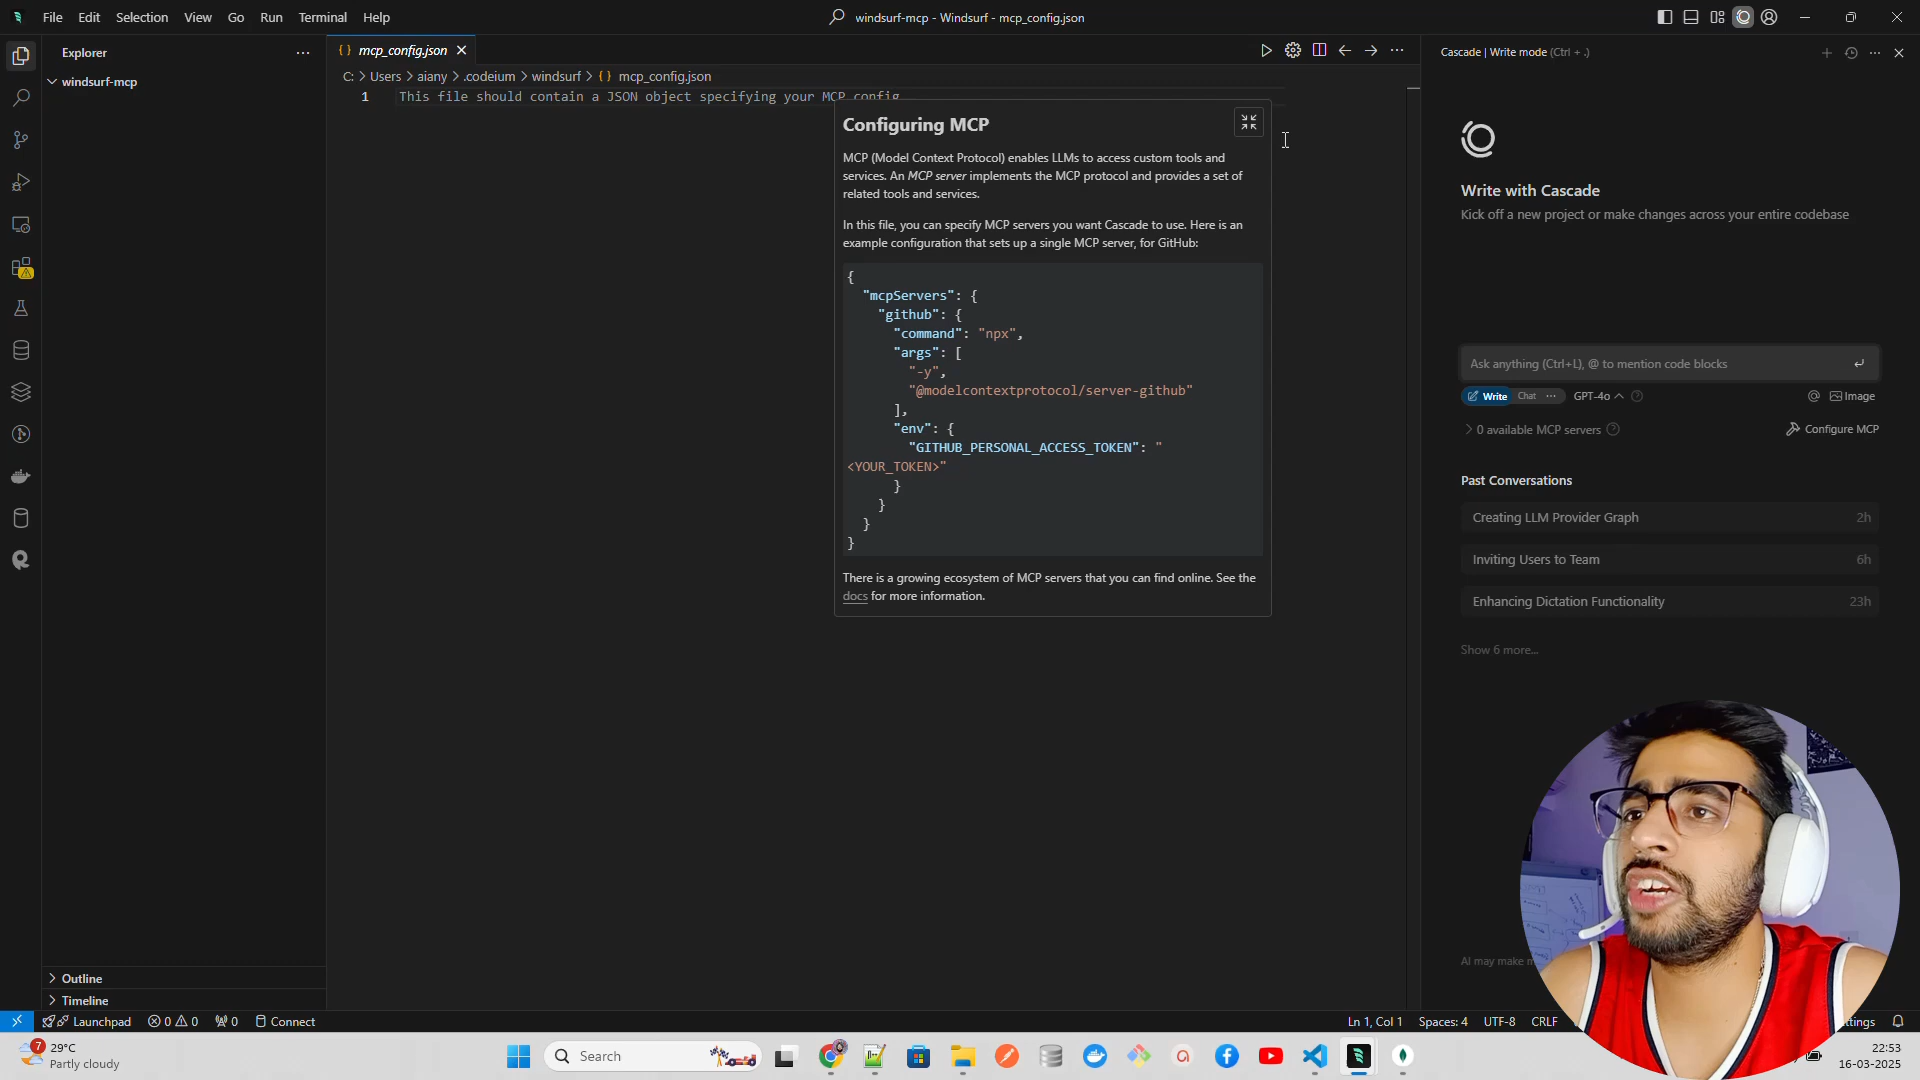 File Edit Selection View Go Run Terminal Help
windsurf-mcp - Windsurf - mcp_config.json
Explorer
windsurf-mcp
mcp_config.json
C: > Users > aiany > .codeium > windsurf > {} mcp_config.json
1
This file should contain a JSON object specifying your MCP config
Configuring MCP
MCP (Model Context Protocol) enables LLMs to access custom tools and
services. An MCP server implements the MCP protocol and provides a set of
related tools and services.
In this file, you can specify MCP servers you want Cascade to use. Here is an
example configuration that sets up a single MCP server, for GitHub:
{
"mcpServers": {
"github": {
"command": "npx",
"args": [
"-y",
"@modelcontextprotocol/server-github"
],
"env": {
"GITHUB_PERSONAL_ACCESS_TOKEN": "
<YOUR_TOKEN>"
}
}
}
}
There is a growing ecosystem of MCP servers that you can find online. See the
docs for more information.
Cascade | Write mode (Ctrl + .)
Write with Cascade
Kick off a new project or make changes across your entire codebase
Ask anything (Ctrl+L), @ to mention code blocks
Write Chat ... GPT-4o
Image
0 available MCP servers
Configure MCP
Past Conversations
Creating LLM Provider Graph 2h
Inviting Users to Team 6h
Enhancing Dictation Functionality 23h
Show 6 more...
AI may make
Outline
Timeline
Launchpad 0 0 0 Connect
Ln 1, Col 1 Spaces: 4 UTF-8 CRLF
7
29°C
Partly cloudy
Search
22:53
16-03-2025